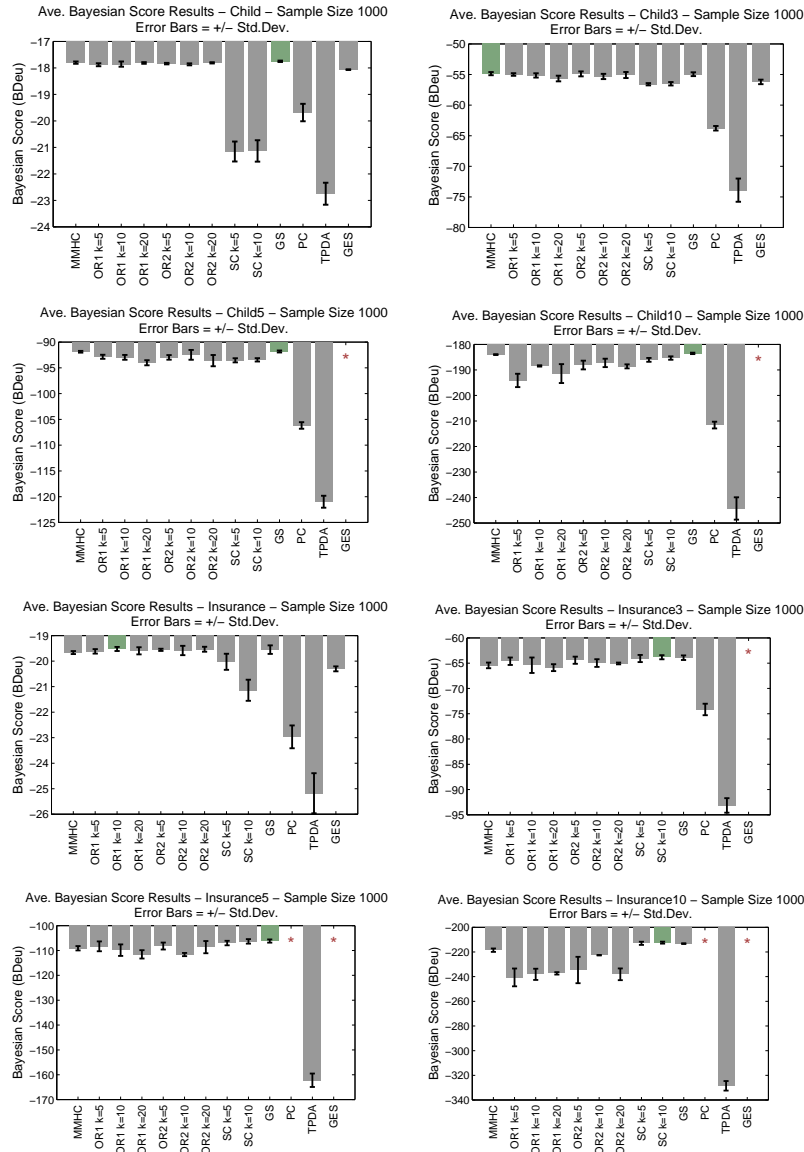 Ave. Bayesian Score Results – Child – Sample Size 1000
Error Bars = +/– Std.Dev.
Bayesian Score (BDeu)
−17
−18
−19
−20
−21
−22
−23
−24
MMHC
OR1 k=5
OR1 k=10
OR1 k=20
OR2 k=5
OR2 k=10
OR2 k=20
SC k=5
SC k=10
GS
PC
TPDA
GES
Ave. Bayesian Score Results – Child3 – Sample Size 1000
Error Bars = +/– Std.Dev.
Bayesian Score (BDeu)
−50
−55
−60
−65
−70
−75
−80
MMHC
OR1 k=5
OR1 k=10
OR1 k=20
OR2 k=5
OR2 k=10
OR2 k=20
SC k=5
SC k=10
GS
PC
TPDA
GES
Ave. Bayesian Score Results – Child5 – Sample Size 1000
Error Bars = +/– Std.Dev.
Bayesian Score (BDeu)
−90
−95
−100
−105
−110
−115
−120
−125
*
MMHC
OR1 k=5
OR1 k=10
OR1 k=20
OR2 k=5
OR2 k=10
OR2 k=20
SC k=5
SC k=10
GS
PC
TPDA
GES
Ave. Bayesian Score Results – Child10 – Sample Size 1000
Error Bars = +/– Std.Dev.
Bayesian Score (BDeu)
−180
−190
−200
−210
−220
−230
−240
−250
*
MMHC
OR1 k=5
OR1 k=10
OR1 k=20
OR2 k=5
OR2 k=10
OR2 k=20
SC k=5
SC k=10
GS
PC
TPDA
GES
Ave. Bayesian Score Results – Insurance – Sample Size 1000
Error Bars = +/– Std.Dev.
Bayesian Score (BDeu)
−19
−20
−21
−22
−23
−24
−25
−26
MMHC
OR1 k=5
OR1 k=10
OR1 k=20
OR2 k=5
OR2 k=10
OR2 k=20
SC k=5
SC k=10
GS
PC
TPDA
GES
Ave. Bayesian Score Results – Insurance3 – Sample Size 1000
Error Bars = +/– Std.Dev.
Bayesian Score (BDeu)
−60
−65
−70
−75
−80
−85
−90
−95
*
MMHC
OR1 k=5
OR1 k=10
OR1 k=20
OR2 k=5
OR2 k=10
OR2 k=20
SC k=5
SC k=10
GS
PC
TPDA
GES
Ave. Bayesian Score Results – Insurance5 – Sample Size 1000
Error Bars = +/– Std.Dev.
Bayesian Score (BDeu)
−100
−110
−120
−130
−140
−150
−160
−170
*
*
MMHC
OR1 k=5
OR1 k=10
OR1 k=20
OR2 k=5
OR2 k=10
OR2 k=20
SC k=5
SC k=10
GS
PC
TPDA
GES
Ave. Bayesian Score Results – Insurance10 – Sample Size 1000
Error Bars = +/– Std.Dev.
Bayesian Score (BDeu)
−200
−220
−240
−260
−280
−300
−320
−340
*
*
MMHC
OR1 k=5
OR1 k=10
OR1 k=20
OR2 k=5
OR2 k=10
OR2 k=20
SC k=5
SC k=10
GS
PC
TPDA
GES